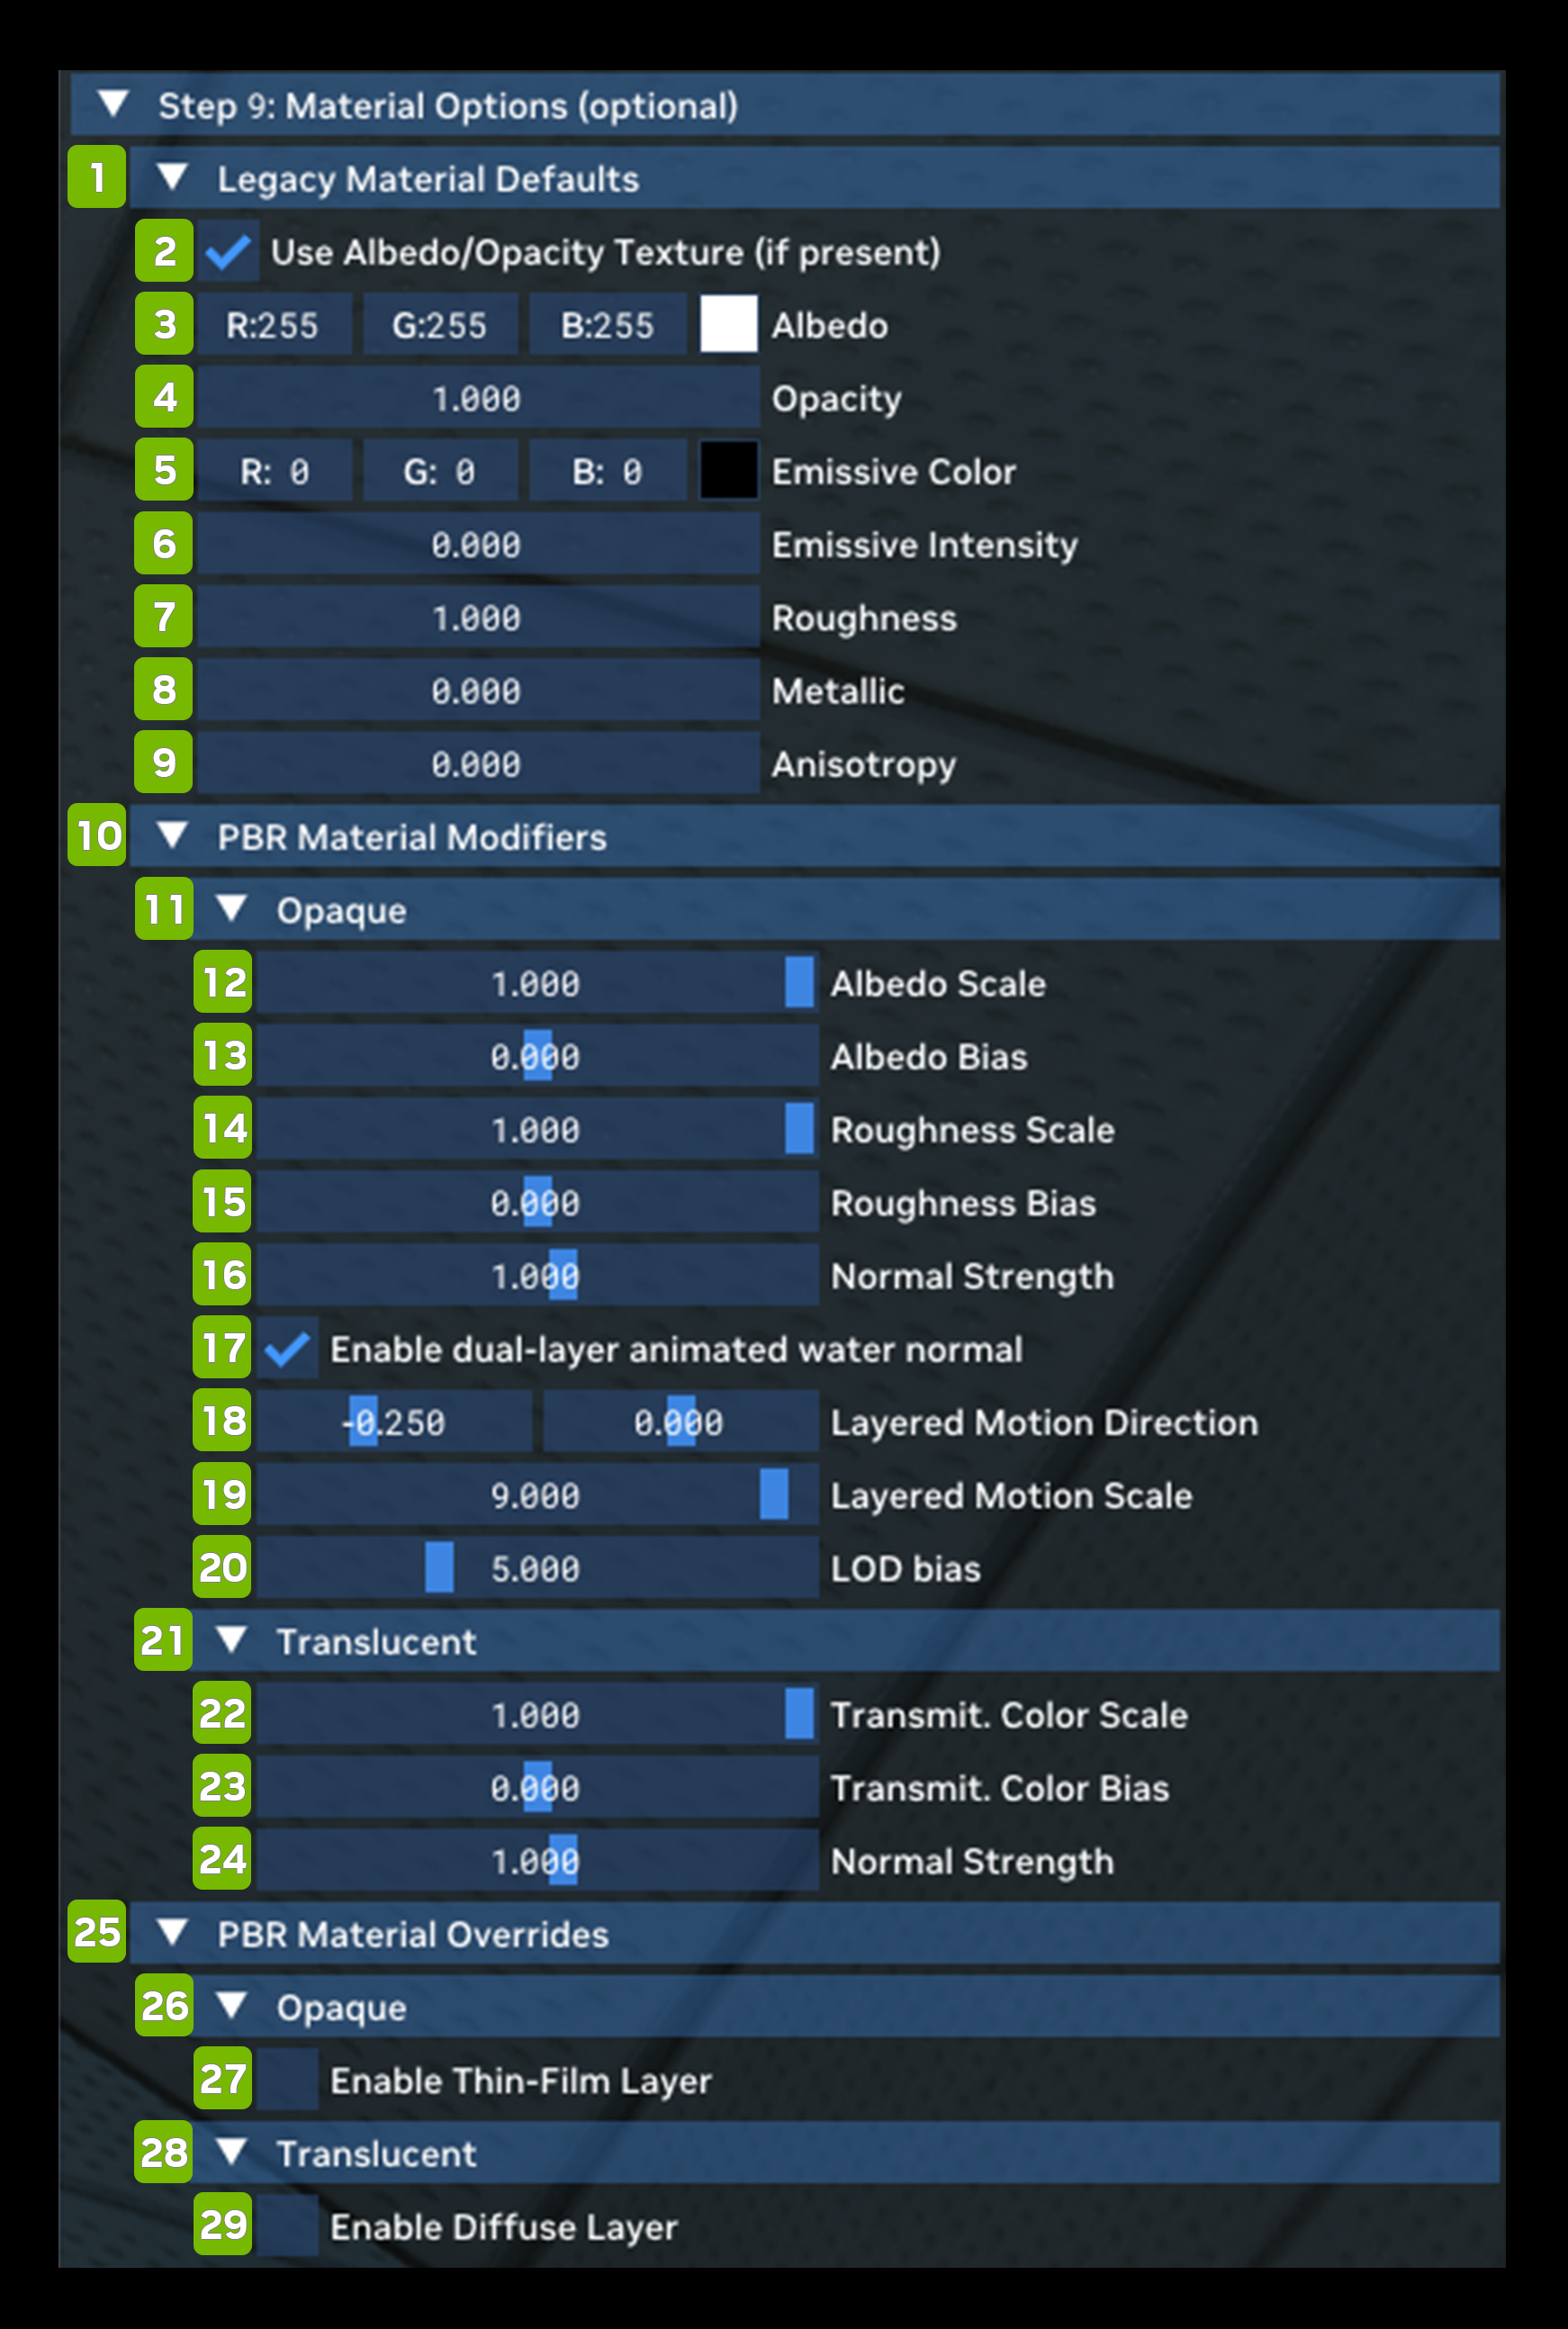 Step 9: Material Options (optional)
1 Legacy Material Defaults
2 Use Albedo/Opacity Texture (if present)
3 R:255 G:255 B:255 Albedo
4 1.000 Opacity
5 R: 0 G: 0 B: 0 Emissive Color
6 0.000 Emissive Intensity
7 1.000 Roughness
8 0.000 Metallic
9 0.000 Anisotropy
10 PBR Material Modifiers
11 Opaque
12 1.000 Albedo Scale
13 0.000 Albedo Bias
14 1.000 Roughness Scale
15 0.000 Roughness Bias
16 1.000 Normal Strength
17 Enable dual-layer animated water normal
18 -0.250 0.000 Layered Motion Direction
19 9.000 Layered Motion Scale
20 5.000 LOD bias
21 Translucent
22 1.000 Transmit. Color Scale
23 0.000 Transmit. Color Bias
24 1.000 Normal Strength
25 PBR Material Overrides
26 Opaque
27 Enable Thin-Film Layer
28 Translucent
29 Enable Diffuse Layer